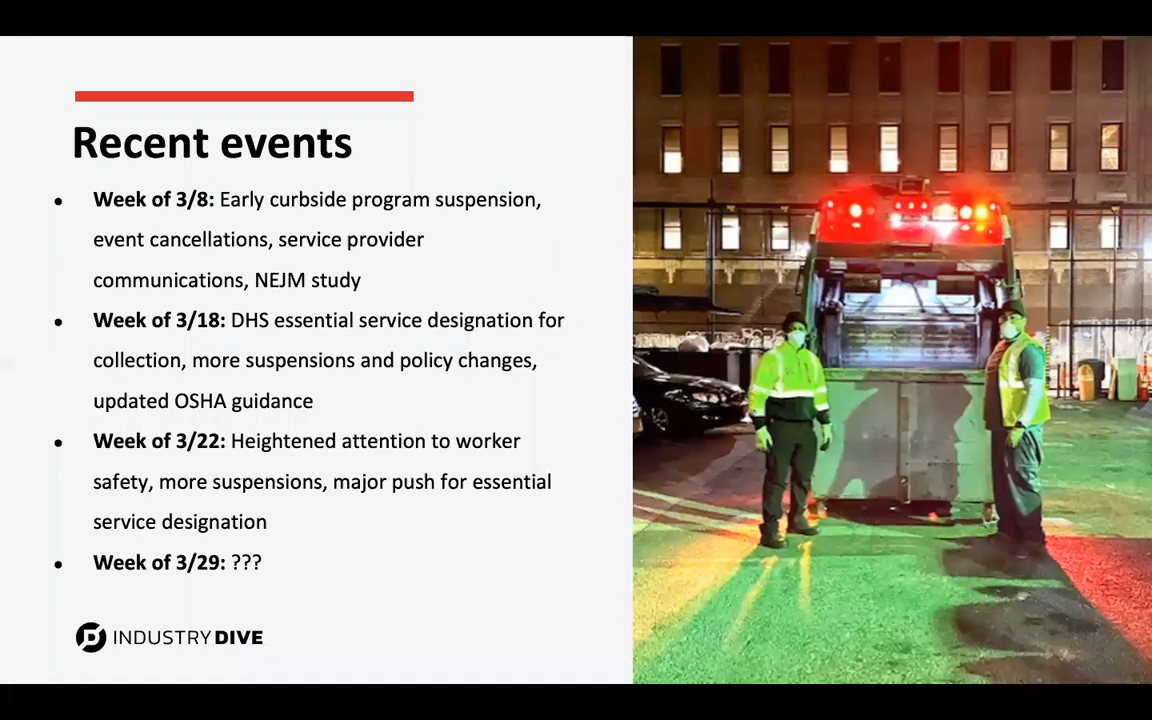 Recent events
• Week of 3/8: Early curbside program suspension,
event cancellations, service provider
communications, NEJM study
• Week of 3/18: DHS essential service designation for
collection, more suspensions and policy changes,
updated OSHA guidance
• Week of 3/22: Heightened attention to worker
safety, more suspensions, major push for essential
service designation
• Week of 3/29: ???
INDUSTRY DIVE